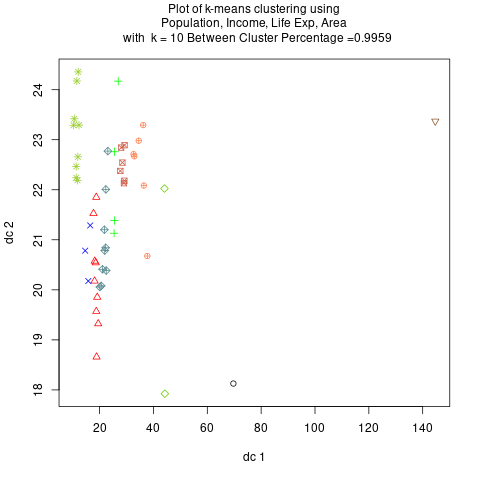 Plot of k-means clustering using
Population, Income, Life Exp, Area
with k = 10 Between Cluster Percentage =0.9959
24
23
22
21
20
19
18
dc 2
20 40 60 80 100 120 140
dc 1